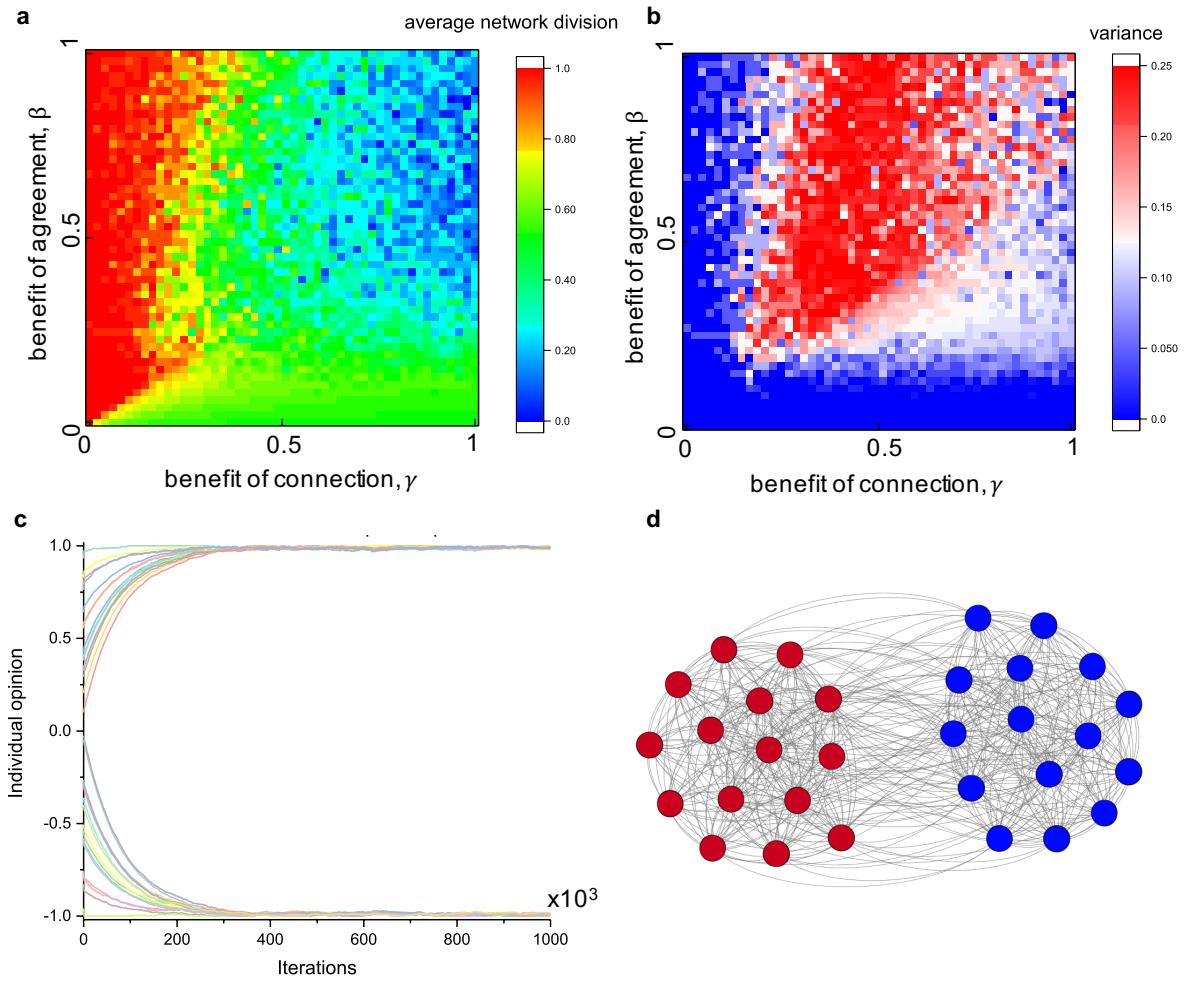 a
average network division
1
0.5
0
benefit of agreement, β
0
0.5
1
benefit of connection, γ
1.0
0.80
0.60
0.40
0.20
0.0
b
variance
1
0.5
0
benefit of agreement, β
0
0.5
1
benefit of connection, γ
0.25
0.20
0.15
0.10
0.050
0.0
c
1.0
0.5
0.0
-0.5
-1.0
Individual opinion
x10³
0
200
400
600
800
1000
Iterations
d